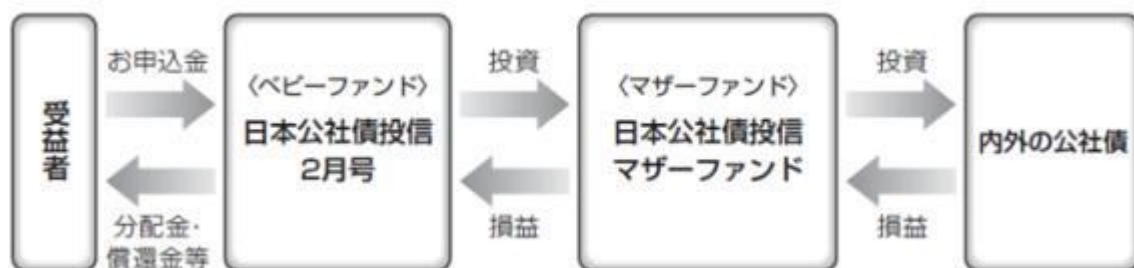 受益者
お申込金
分配金・
償還金等
〈ベビーファンド〉
日本公社債投信
2月号
投資
損益
〈マザーファンド〉
日本公社債投信
マザーファンド
投資
損益
内外の公社債